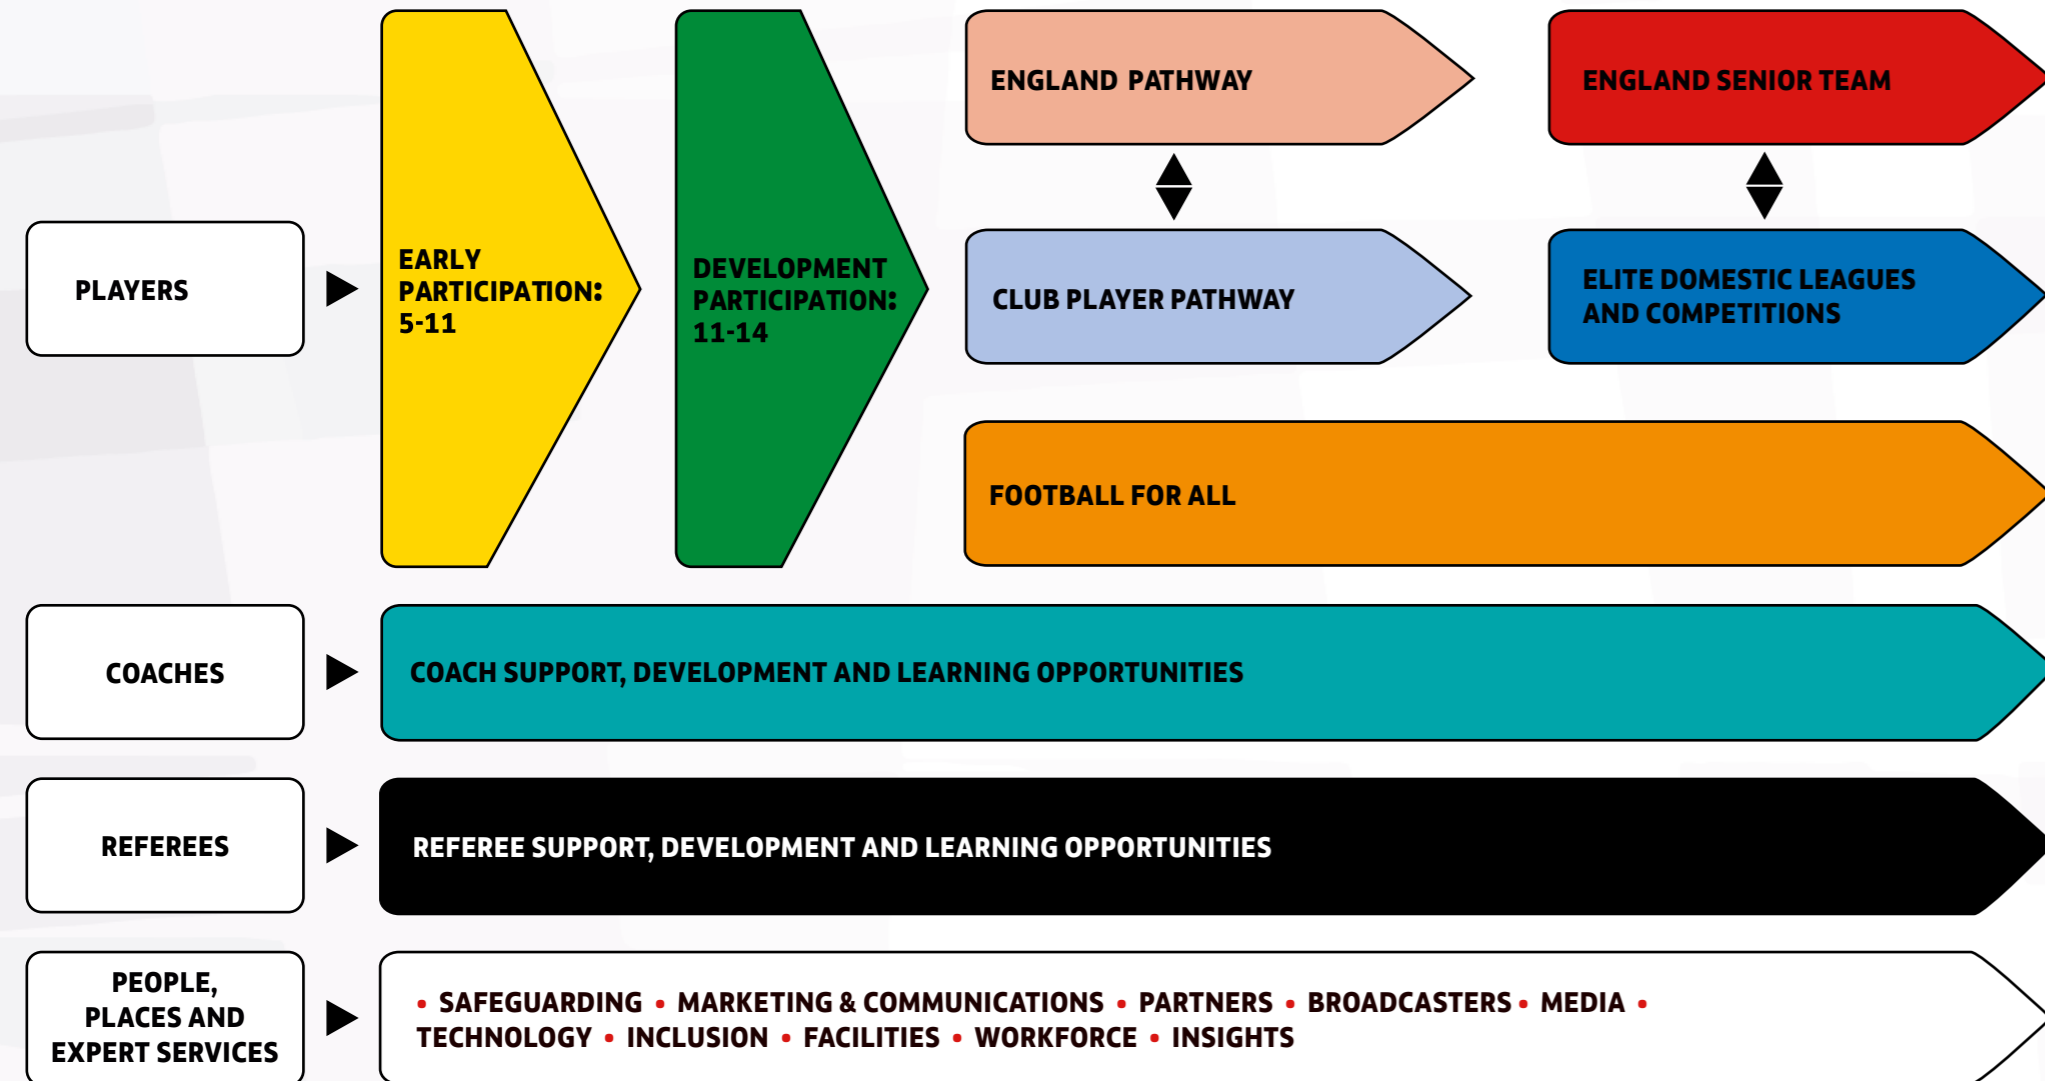 PLAYERS
EARLY
PARTICIPATION:
5-11
DEVELOPMENT
PARTICIPATION:
11-14
ENGLAND PATHWAY
ENGLAND SENIOR TEAM
CLUB PLAYER PATHWAY
ELITE DOMESTIC LEAGUES
AND COMPETITIONS
FOOTBALL FOR ALL
COACHES
COACH SUPPORT, DEVELOPMENT AND LEARNING OPPORTUNITIES
REFEREES
REFEREE SUPPORT, DEVELOPMENT AND LEARNING OPPORTUNITIES
PEOPLE,
PLACES AND
EXPERT SERVICES
• SAFEGUARDING • MARKETING & COMMUNICATIONS • PARTNERS • BROADCASTERS • MEDIA •
TECHNOLOGY • INCLUSION • FACILITIES • WORKFORCE • INSIGHTS